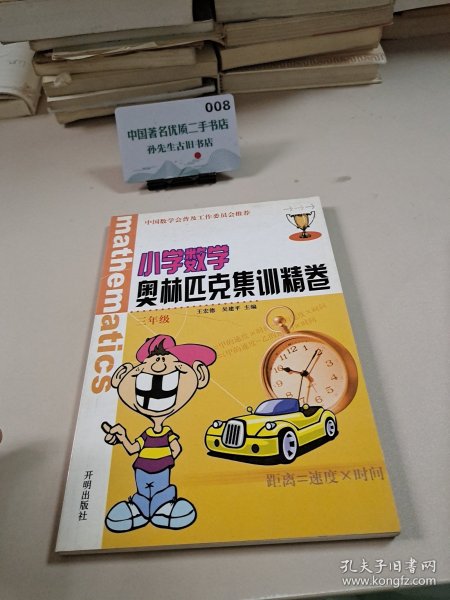 008
中国著名优质二手书店
孙先生古旧书店
中国数学会普及工作委员会推荐
mathematics
小学数学
奥林匹克集训精卷
王宏德 吴建平 主编
距离=速度×时间
开明出版社
孔夫子旧书网
www.kongfz.com